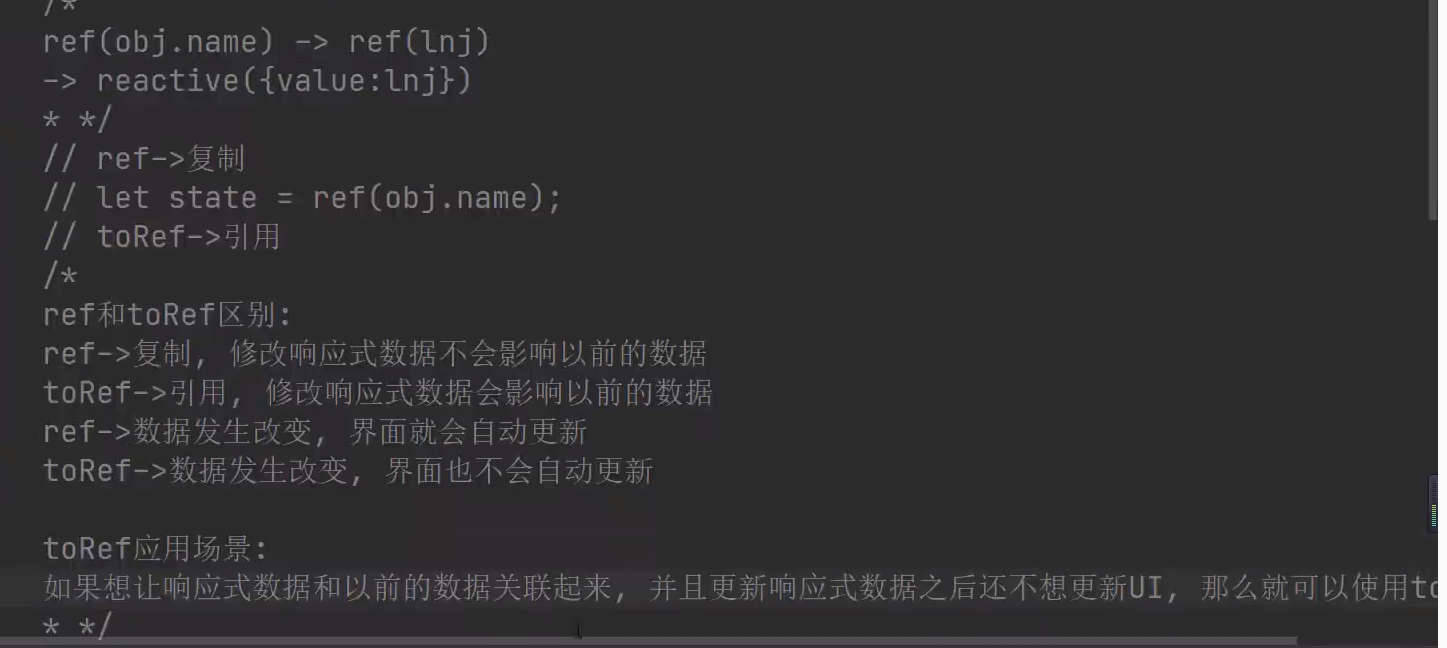 /*
ref(obj.name) -> ref(lnj)
-> reactive({value:lnj})
* */
// ref->复制
// let state = ref(obj.name);
// toRef->引用
/*
ref和toRef区别:
ref->复制, 修改响应式数据不会影响以前的数据
toRef->引用, 修改响应式数据会影响以前的数据
ref->数据发生改变, 界面就会自动更新
toRef->数据发生改变, 界面也不会自动更新
toRef应用场景:
如果想让响应式数据和以前的数据关联起来, 并且更新响应式数据之后还不想更新UI, 那么就可以使用to
* */